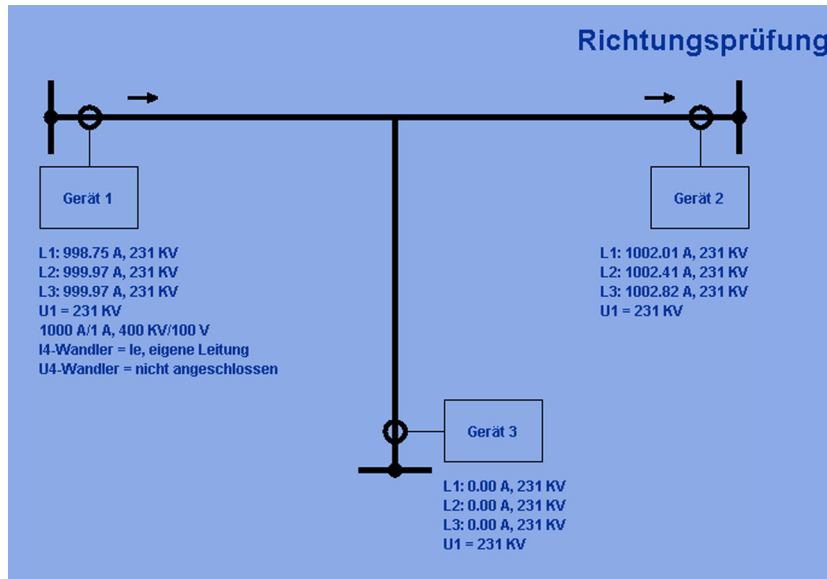 Richtungsprüfung
Gerät 1
Gerät 2
L1: 998.75 A, 231 KV
L2: 999.97 A, 231 KV
L3: 999.97 A, 231 KV
U1 = 231 KV
1000 A/1 A, 400 KV/100 V
I4-Wandler = Ie, eigene Leitung
U4-Wandler = nicht angeschlossen
L1: 1002.01 A, 231 KV
L2: 1002.41 A, 231 KV
L3: 1002.82 A, 231 KV
U1 = 231 KV
Gerät 3
L1: 0.00 A, 231 KV
L2: 0.00 A, 231 KV
L3: 0.00 A, 231 KV
U1 = 231 KV